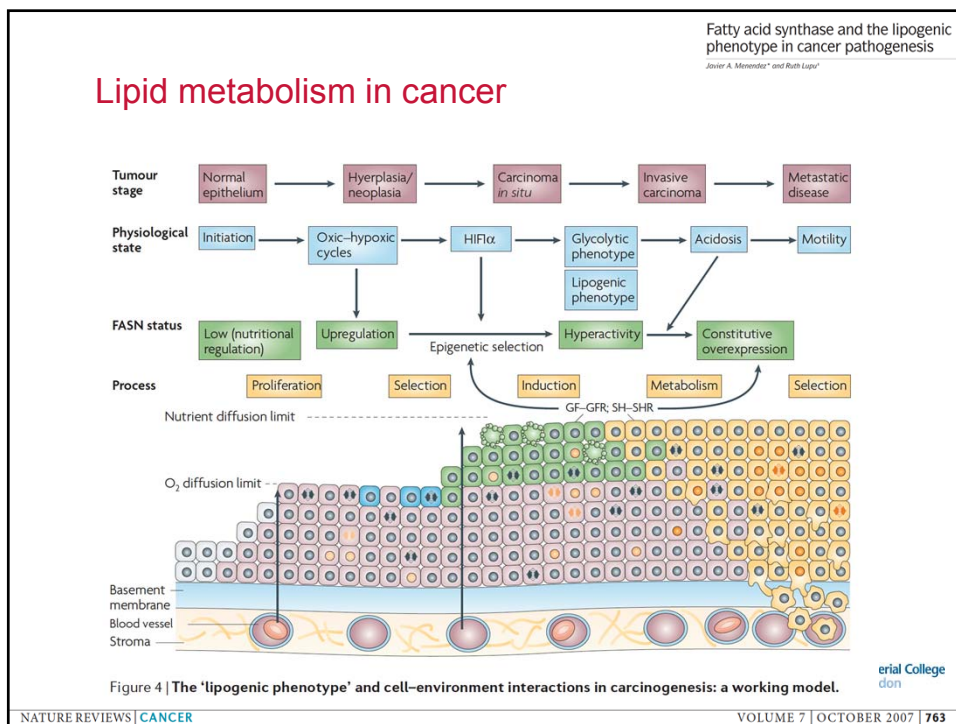 Fatty acid synthase and the lipogenic
phenotype in cancer pathogenesis
Javier A. Menendez* and Ruth Lupu‡
Lipid metabolism in cancer
Tumour
stage
Normal
epithelium
Hyerplasia/
neoplasia
Carcinoma
in situ
Invasive
carcinoma
Metastatic
disease
Physiological
state
Initiation
Oxic–hypoxic
cycles
HIF1α
Glycolytic
phenotype
Acidosis
Motility
Lipogenic
phenotype
FASN status
Low (nutritional
regulation)
Upregulation
Epigenetic selection
Hyperactivity
Constitutive
overexpression
Process
Proliferation
Selection
Induction
Metabolism
Selection
GF–GFR; SH–SHR
Nutrient diffusion limit
O2 diffusion limit
Basement
membrane
Blood vessel
Stroma
erial College
don
Figure 4 | The ‘lipogenic phenotype’ and cell–environment interactions in carcinogenesis: a working model.
NATURE REVIEWS | CANCER
VOLUME 7 | OCTOBER 2007 | 763